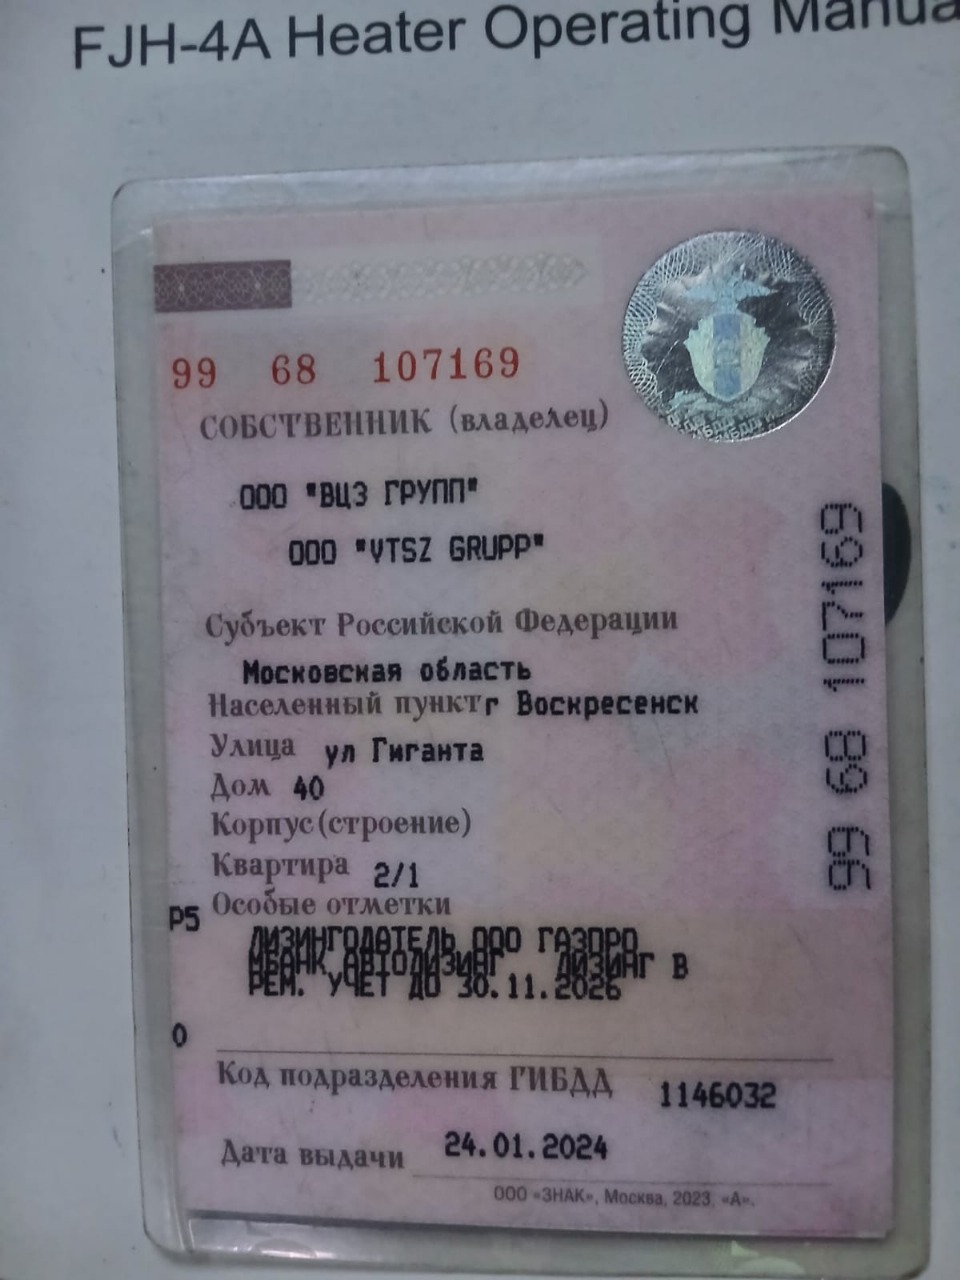 FJH-4A Heater Operating Manua
99 68 107169
СОБСТВЕННИК (владелец)
ООО "ВЦЗ ГРУПП"
ООО "VTSZ GRUPP"
Субъект Российской Федерации
Московская область
Населенный пункт г Воскресенск
Улица ул Гиганта
Дом 40
Корпус(строение)
Квартира 2/1
Р5 Особые отметки
ЛИЗИНГОДАТЕЛЬ ООО ГАЗПРО
МБАНК АВТОЛИЗИНГ. ЛИЗИНГ В
РЕМ. УЧЕТ ДО 30.11.2026
О
Код подразделения ГИБДД 1146032
Дата выдачи 24.01.2024
ООО «ЗНАК», Москва, 2023, «А».
99 68 107169